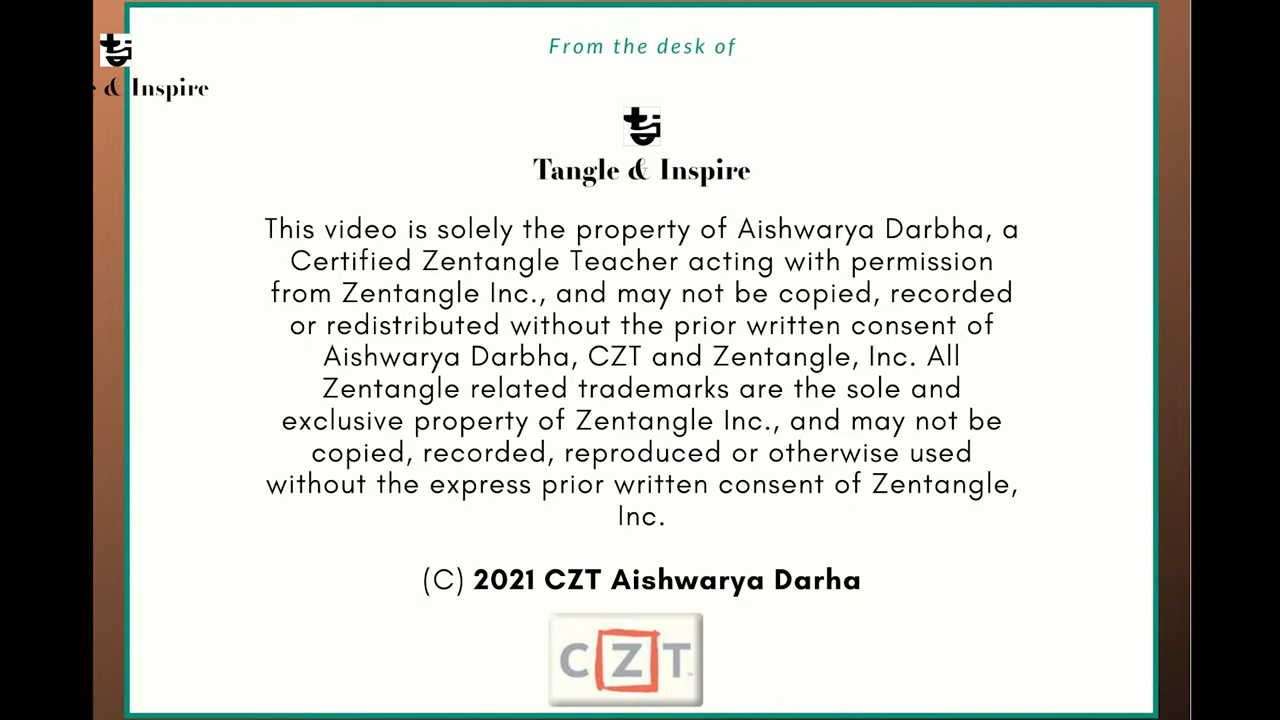 From the desk of
& Inspire
Tangle & Inspire
This video is solely the property of Aishwarya Darbha, a
Certified Zentangle Teacher acting with permission
from Zentangle Inc., and may not be copied, recorded
or redistributed without the prior written consent of
Aishwarya Darbha, CZT and Zentangle, Inc. All
Zentangle related trademarks are the sole and
exclusive property of Zentangle Inc., and may not be
copied, recorded, reproduced or otherwise used
without the express prior written consent of Zentangle,
Inc.
(C) 2021 CZT Aishwarya Darha
CZT